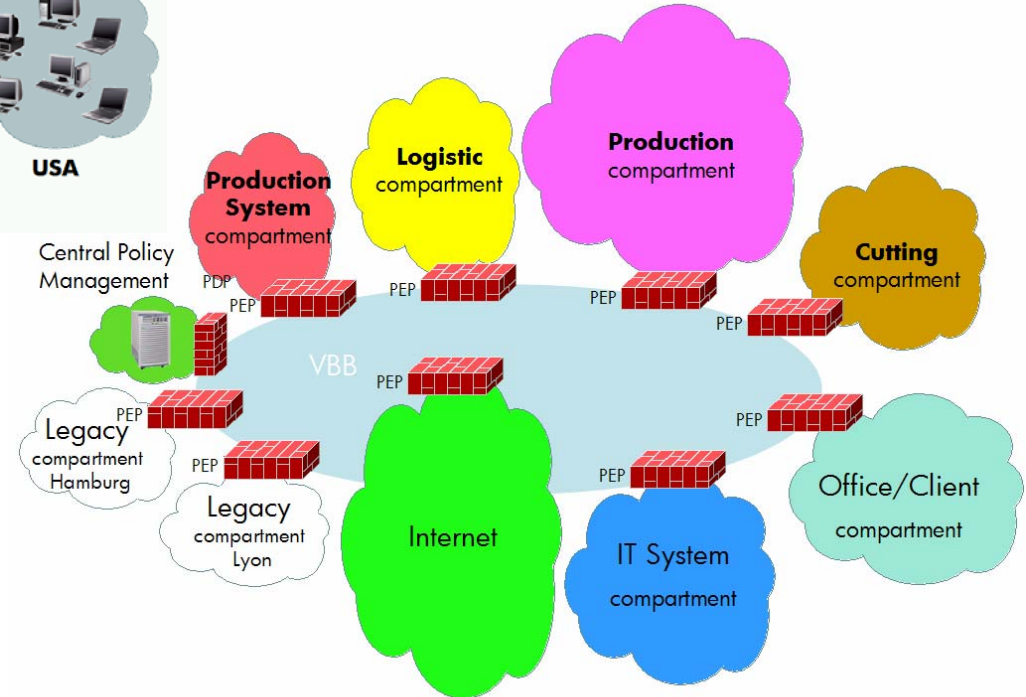 USA
Production
compartment
Logistic
compartment
Production
System
compartment
Cutting
compartment
Central Policy
Management
PDP
PEP
PEP
PEP
PEP
VBB
PEP
PEP
Legacy
compartment
Hamburg
PEP
Legacy
compartment
Lyon
Internet
PEP
IT System
compartment
PEP
Office/Client
compartment